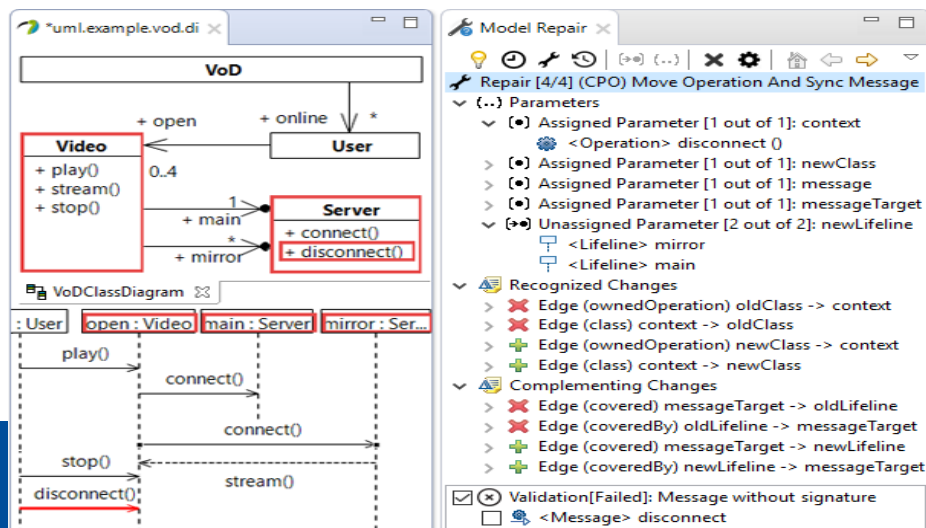 *uml.example.vod.di
VoD
+ open
+ online
*
Video
User
+ play()
+ stream()
+ stop()
0..4
1
+ main
*
+ mirror
Server
+ connect()
+ disconnect()
VoDClassDiagram
: User
open : Video
main : Server
mirror : Ser...
play()
connect()
connect()
stop()
stream()
disconnect()
Model Repair
Repair [4/4] (CPO) Move Operation And Sync Message
{..} Parameters
[•] Assigned Parameter [1 out of 1]: context
<Operation> disconnect ()
[•] Assigned Parameter [1 out of 1]: newClass
[•] Assigned Parameter [1 out of 1]: message
[•] Assigned Parameter [1 out of 1]: messageTarget
Unassigned Parameter [2 out of 2]: newLifeline
<Lifeline> mirror
<Lifeline> main
Recognized Changes
Edge (ownedOperation) oldClass -> context
Edge (class) context -> oldClass
Edge (ownedOperation) newClass -> context
Edge (class) context -> newClass
Complementing Changes
Edge (covered) messageTarget -> oldLifeline
Edge (coveredBy) oldLifeline -> messageTarget
Edge (covered) messageTarget -> newLifeline
Edge (coveredBy) newLifeline -> messageTarget
Validation[Failed]: Message without signature
<Message> disconnect